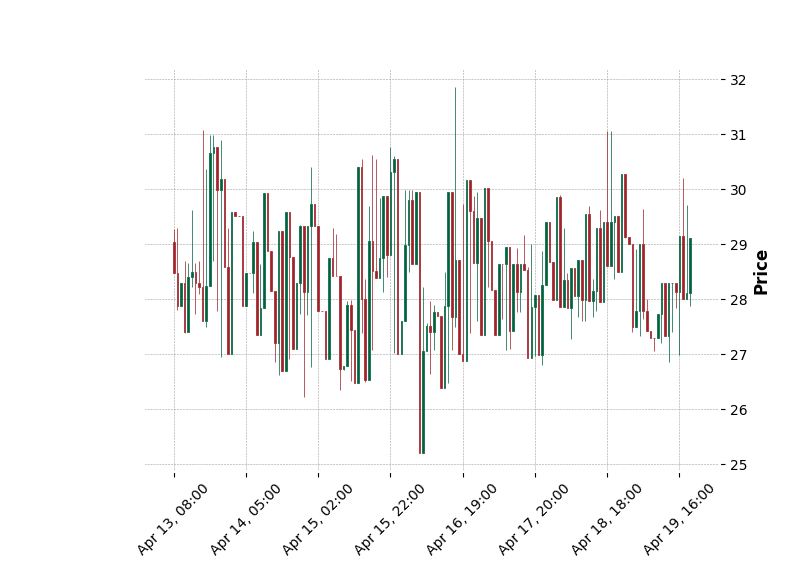 32
31
30
29
28
27
26
25
Price
Apr 13, 08:00
Apr 14, 05:00
Apr 15, 02:00
Apr 15, 22:00
Apr 16, 19:00
Apr 17, 20:00
Apr 18, 18:00
Apr 19, 16:00